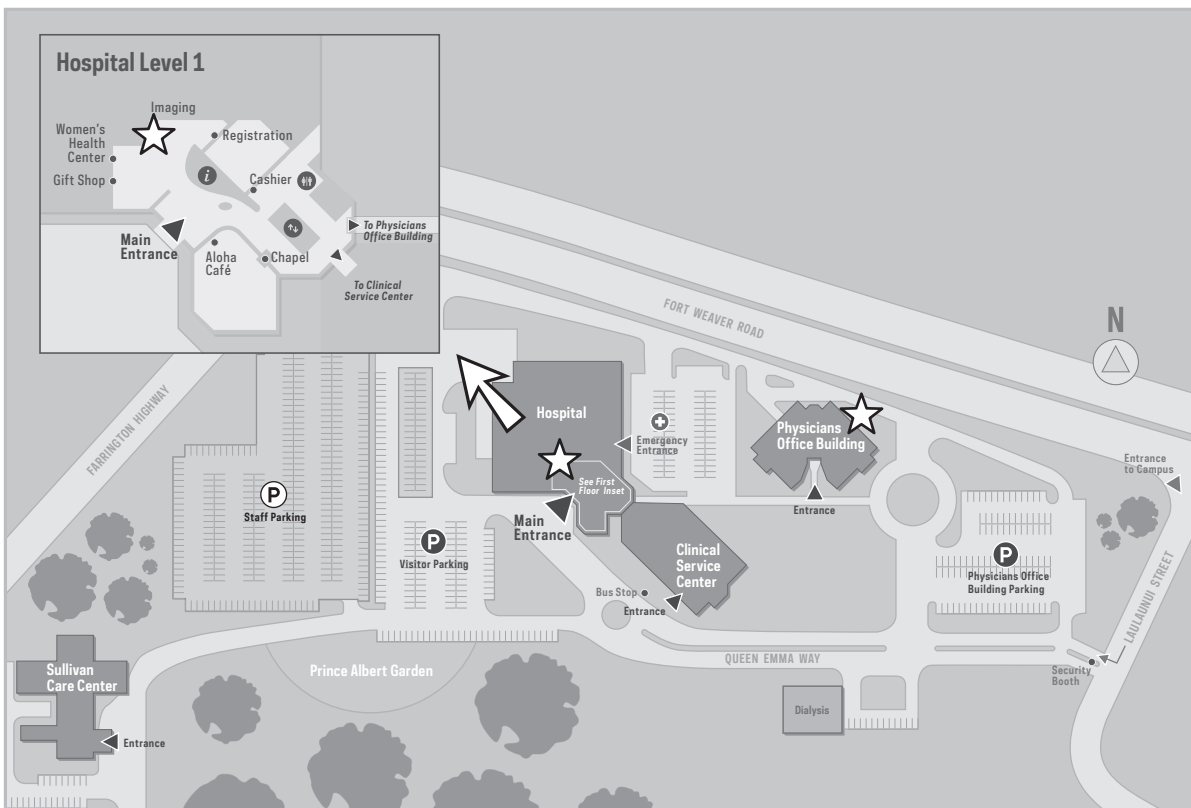 Hospital Level 1
Imaging
Women's
Health
Center
Gift Shop
Registration
i
Cashier
Main
Entrance
Aloha
Café
Chapel
To Physicians
Office Building
To Clinical
Service Center
FORT WEAVER ROAD
N
FARRINGTON HIGHWAY
Hospital
Emergency
Entrance
See First
Floor Inset
Main
Entrance
Physicians
Office Building
Entrance
Entrance
to Campus
P
Staff Parking
P
Visitor Parking
Clinical
Service
Center
Bus Stop
Entrance
P
Physicians Office
Building Parking
LAULAUNUI STREET
QUEEN EMMA WAY
Security
Booth
Sullivan
Care Center
Prince Albert Garden
Dialysis
Entrance